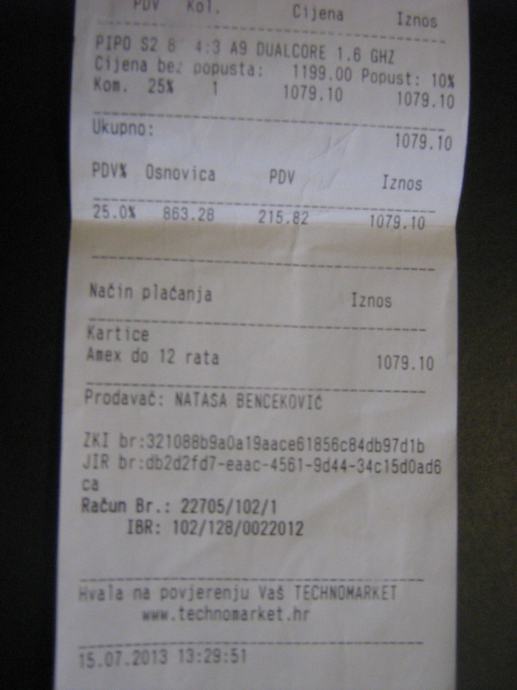 PDV Kol. Cijena Iznos
PIPO S2 8 4:3 A9 DUALCORE 1.6 GHZ
Cijena bez popusta: 1199.00 Popust: 10%
Kom. 25% 1 1079.10 1079.10
Ukupno: 1079.10
PDV% Osnovica PDV Iznos
25.0% 863.28 215.82 1079.10
Način plaćanja Iznos
Kartice
Amex do 12 rata 1079.10
Prodavač: NATASA BENCEKOVIĆ
ZKI br:321088b9a0a19aace61856c84db97d1b
JIR br:db2d2fd7-eaac-4561-9d44-34c15d0ad6
ca
Račun Br.: 22705/102/1
IBR: 102/128/0022012
Hvala na povjerenju Vaš TECHNOMARKET
www.technomarket.hr
15.07.2013 13:29:51